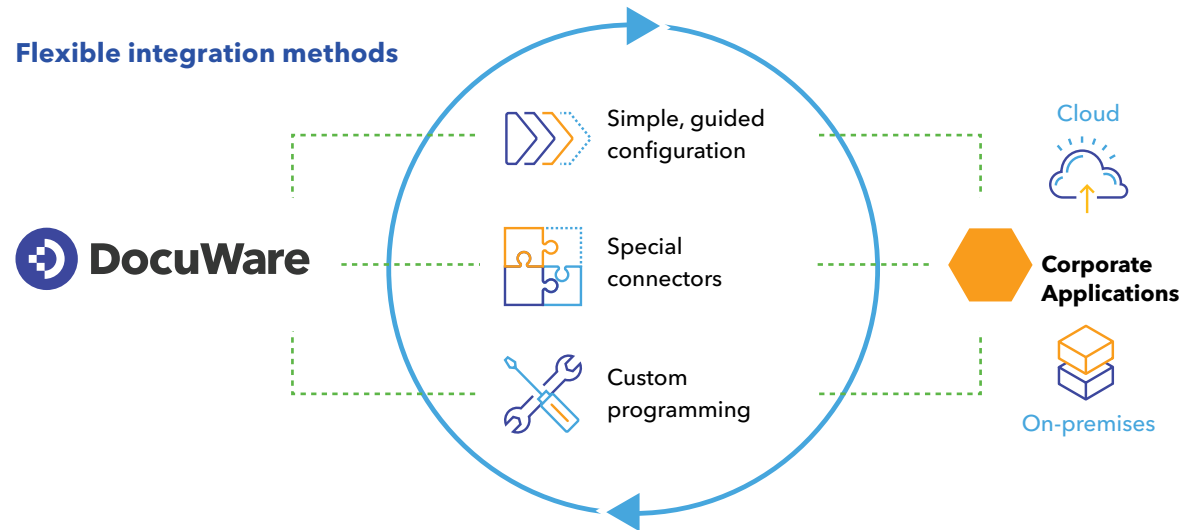 Flexible integration methods
Simple, guided
configuration
Cloud
DocuWare
Special
connectors
Corporate
Applications
Custom
programming
On-premises